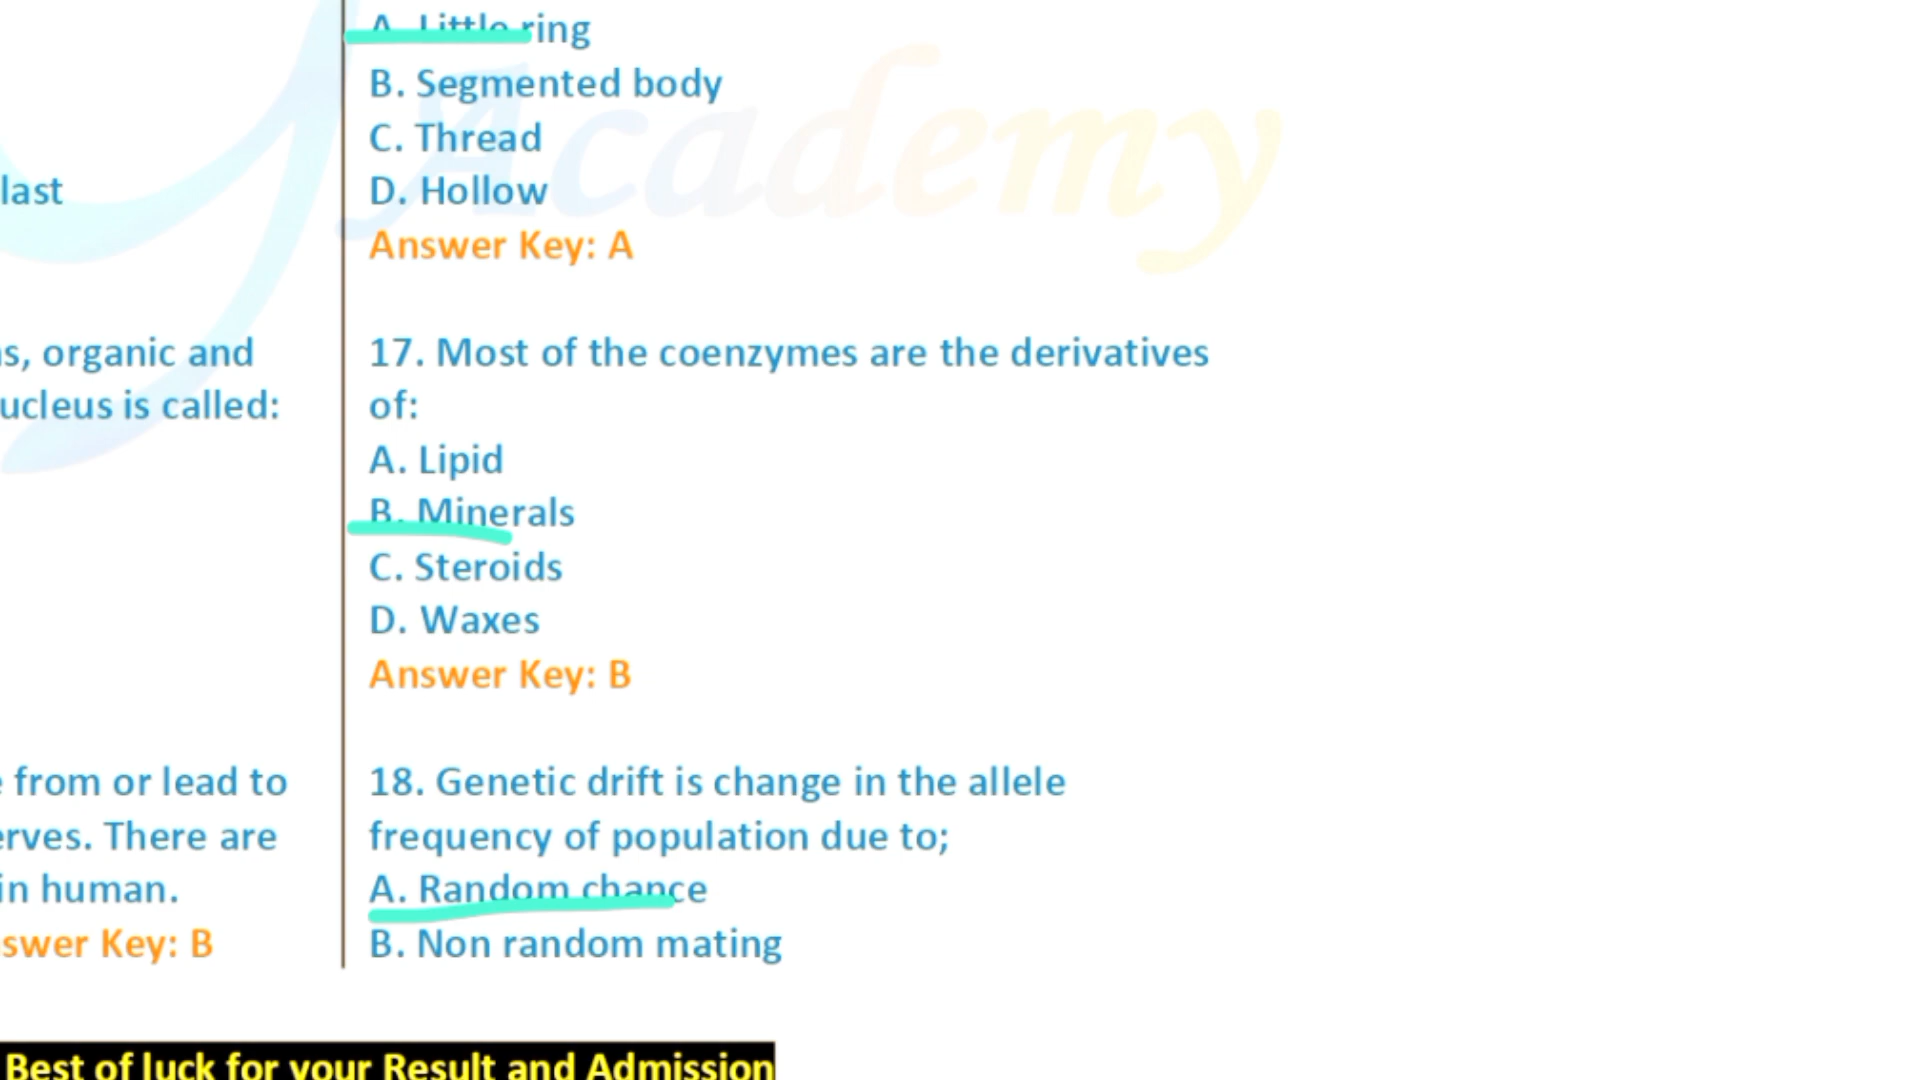 last
s, organic and
ucleus is called:
from or lead to
erves. There are
in human.
swer Key: B
A. Little ring
B. Segmented body
C. Thread
D. Hollow
Answer Key: A
17. Most of the coenzymes are the derivatives
of:
A. Lipid
B. Minerals
C. Steroids
D. Waxes
Answer Key: B
18. Genetic drift is change in the allele
frequency of population due to;
A. Random chance
B. Non random mating
Academy
Best of luck for your Result and Admission